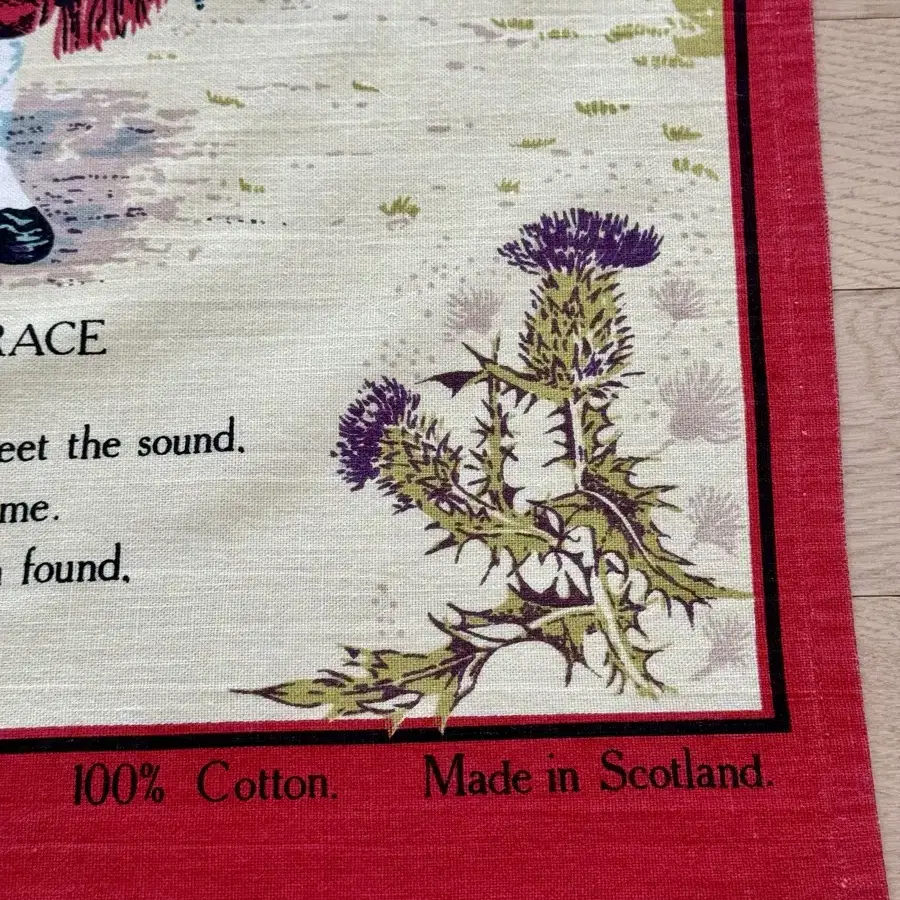 RACE
eet the sound.
me.
found,
100% Cotton. Made in Scotland.